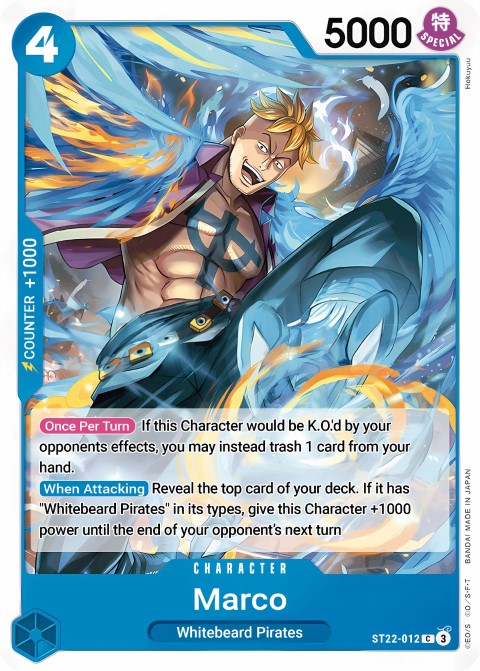 4
5000
特
SPECIAL
Hokuyuu
COUNTER +1000
Once Per Turn If this Character would be K.O.'d by your
opponents effects, you may instead trash 1 card from your
hand.
When Attacking Reveal the top card of your deck. If it has
"Whitebeard Pirates" in its types, give this Character +1000
power until the end of your opponent's next turn
CHARACTER
Marco
Whitebeard Pirates
ST22-012 C 3
©EO/S ©O/S·F·T BANDAI MADE IN JAPAN